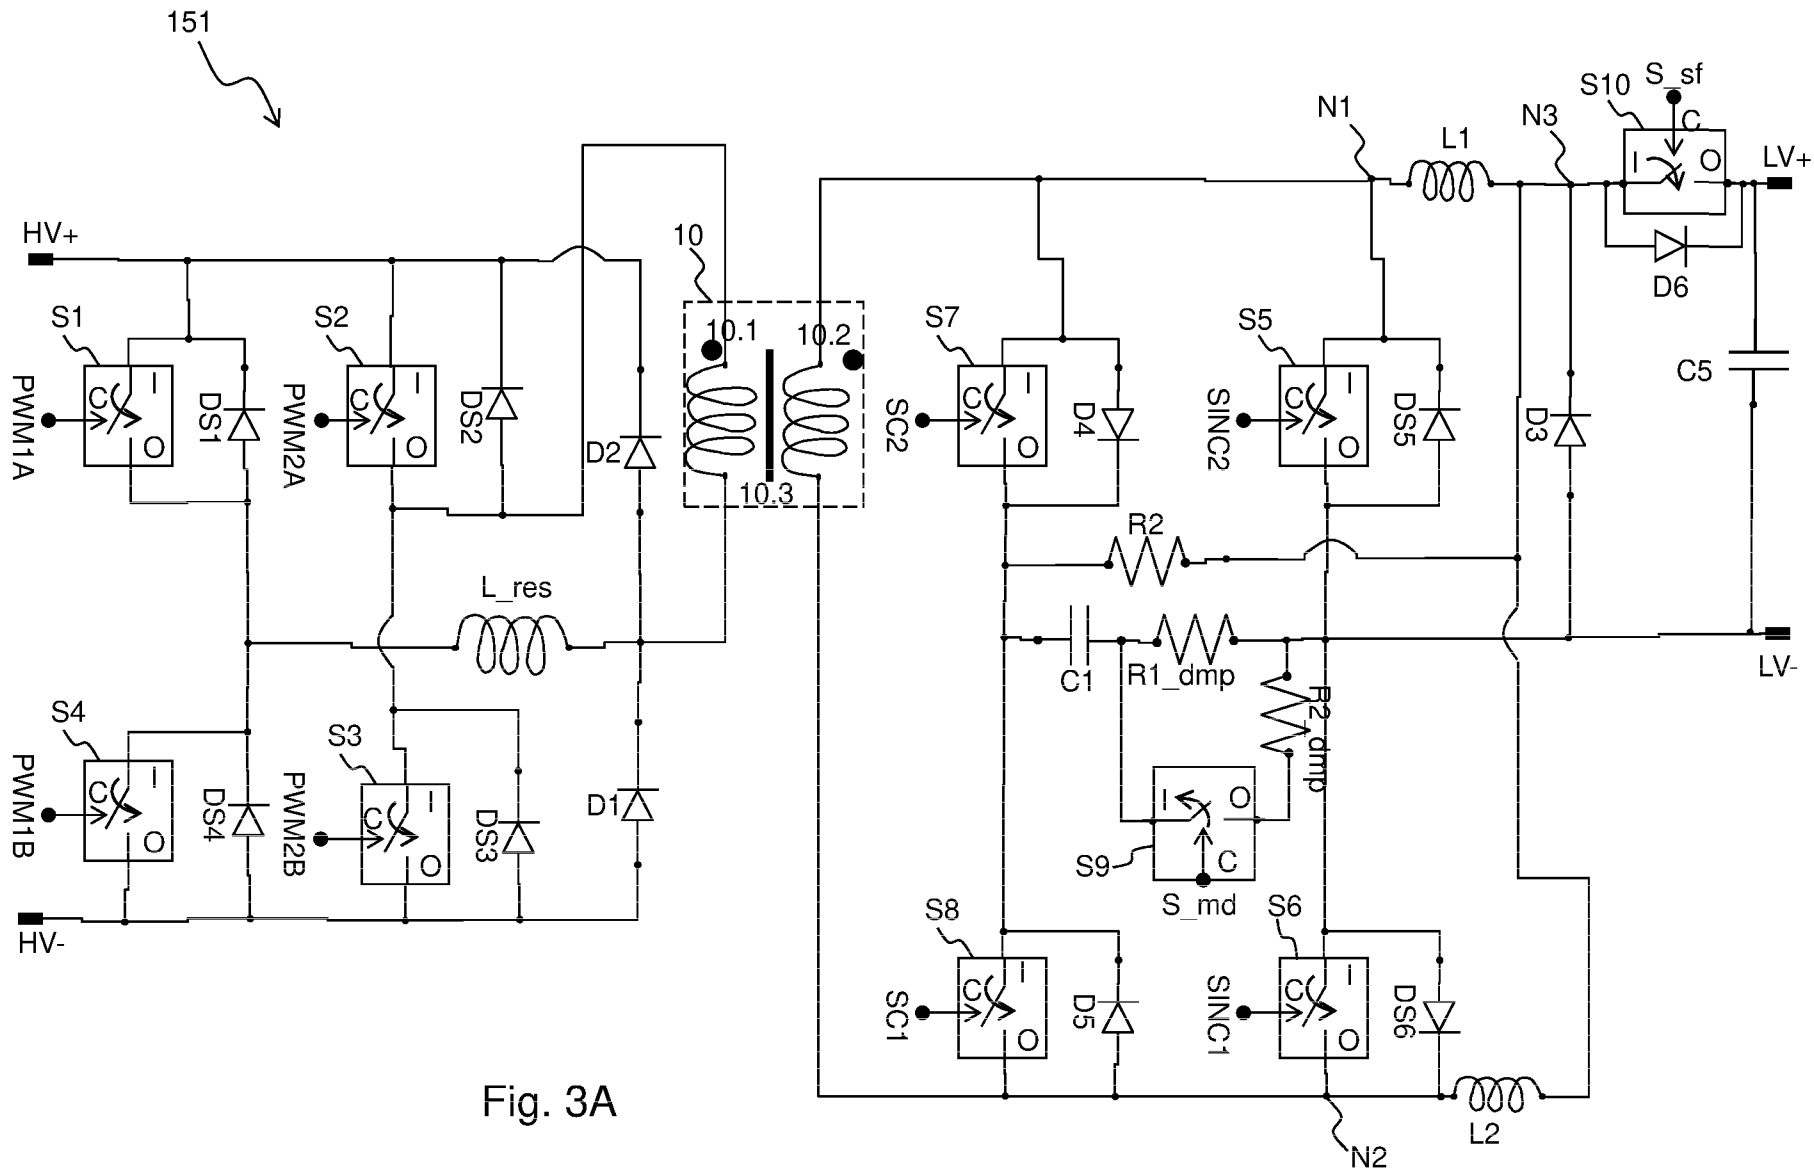 151
S_sf
S10
C
N1
N3
L1
I
O
LV+
HV+
10
D6
S1
S2
10.1
10.2
S7
S5
C
I
O
PWM1A
DS1
C
I
O
PWM2A
DS2
D2
10.3
C
I
O
SC2
D4
C
I
O
SINC2
DS5
D3
C5
R2
L_res
C1
R1_dmp
LV-
R2_dmp
S4
S3
C
I
O
PWM1B
DS4
C
I
O
PWM2B
DS3
D1
I
O
C
S9
S_md
HV-
S8
S6
C
I
O
SC1
D5
C
I
O
SINC1
DS6
Fig. 3A
L2
N2